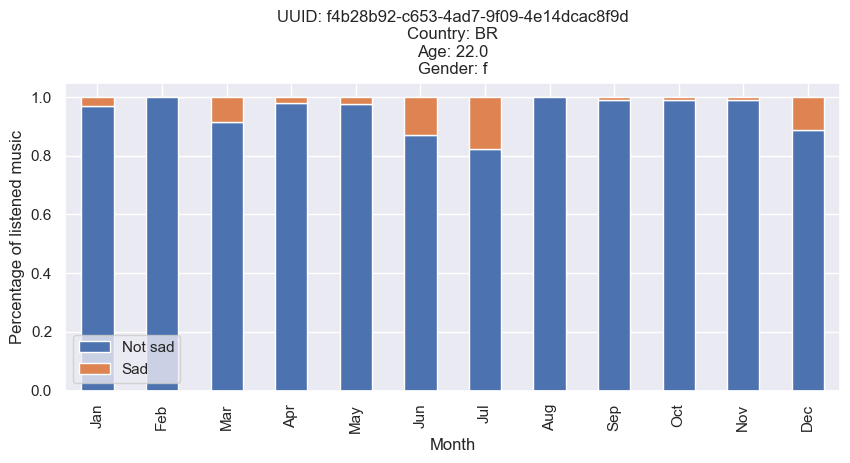 UUID: f4b28b92-c653-4ad7-9f09-4e14dcac8f9d
Country: BR
Age: 22.0
Gender: f
Percentage of listened music
1.0
0.8
0.6
0.4
0.2
0.0
Not sad
Sad
Jan
Feb
Mar
Apr
May
Jun
Jul
Aug
Sep
Oct
Nov
Dec
Month